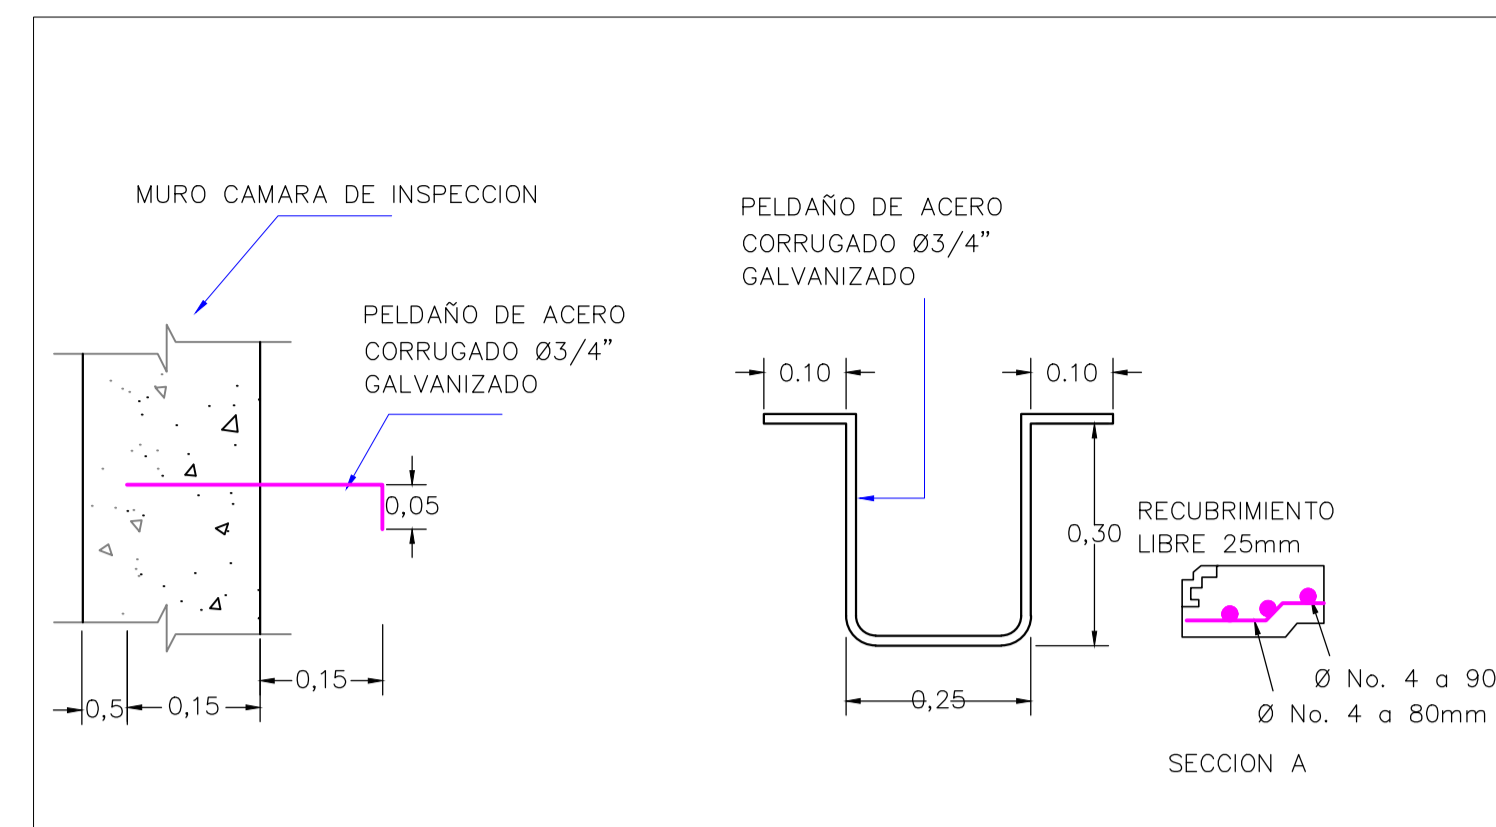 MURO CAMARA DE INSPECCION
PELDAÑO DE ACERO
CORRUGADO Ø3/4"
GALVANIZADO
0,05
0,15
0,5
0,15
PELDAÑO DE ACERO
CORRUGADO Ø3/4"
GALVANIZADO
0.10
0.10
0,30
0,25
RECUBRIMIENTO
LIBRE 25mm
Ø No. 4 a 90
Ø No. 4 a 80mm
SECCION A